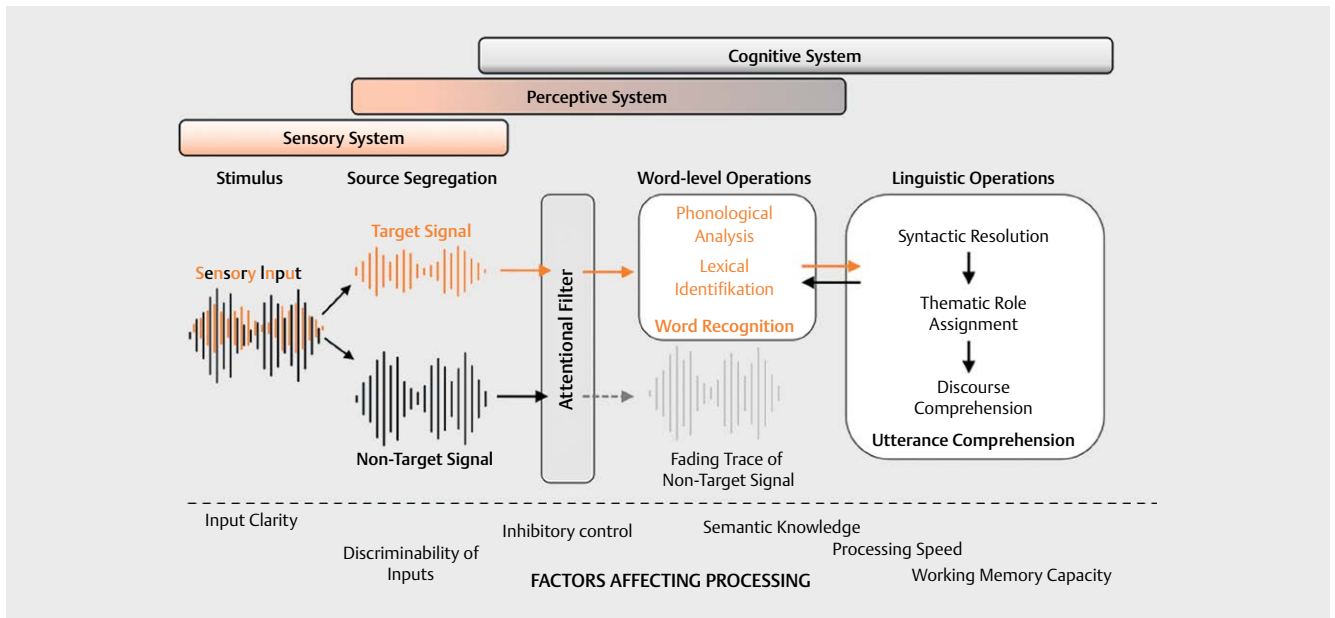 Cognitive System
Perceptive System
Sensory System
Stimulus
Source Segregation
Word-level Operations
Linguistic Operations
Sensory Input
Target Signal
Non-Target Signal
Attentional Filter
Phonological
Analysis
Lexical
Identifikation
Word Recognition
Fading Trace of
Non-Target Signal
Syntactic Resolution
Thematic Role
Assignment
Discourse
Comprehension
Utterance Comprehension
Input Clarity
Discriminability of
Inputs
Inhibitory control
Semantic Knowledge
Processing Speed
Working Memory Capacity
FACTORS AFFECTING PROCESSING